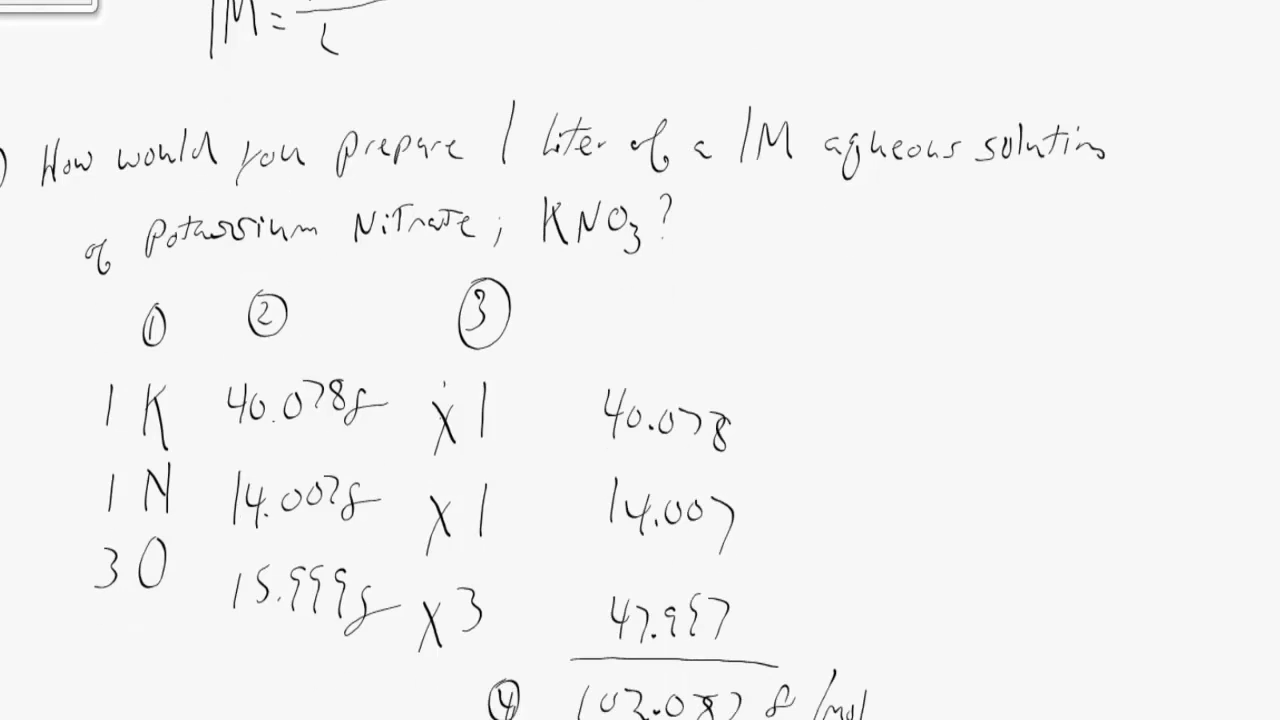 1M =
L
) How would you prepare 1 liter of a 1M aqueous solution
of Potassium Nitrate; KNO₃?
① ② ③
1 K 40.078g x1 40.078
1 N 14.007g x1 14.007
3 O 15.999g x3 47.997
④ 102.082 g/mol